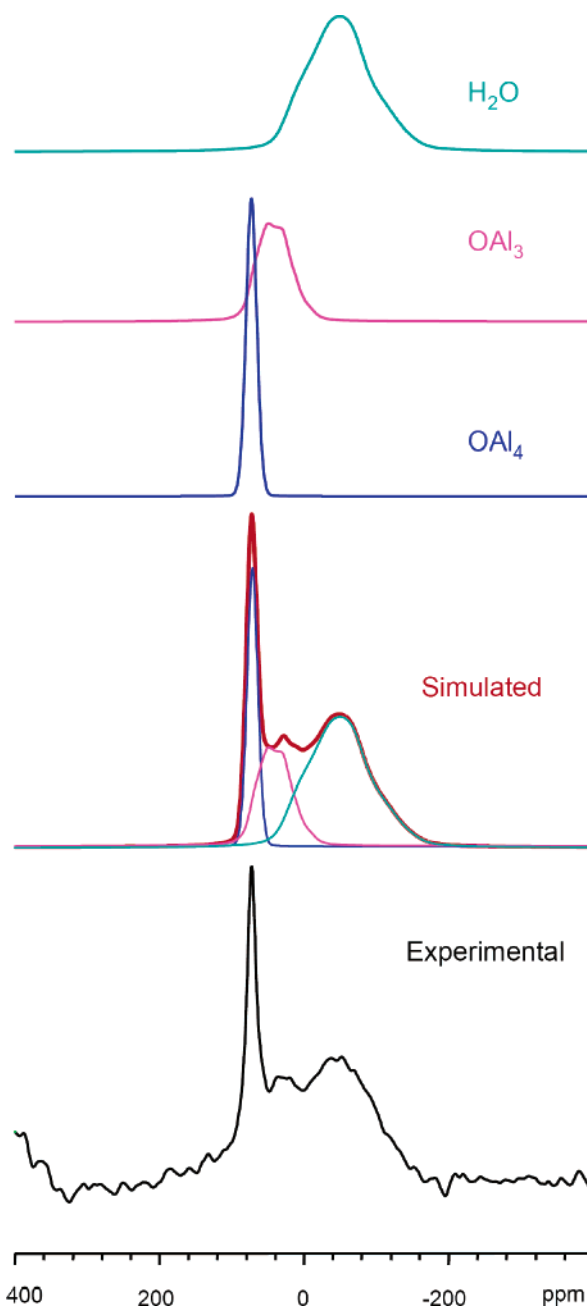 H₂O
OAl₃
OAl₄
Simulated
Experimental
400 200 0 -200 ppm